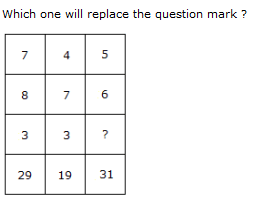 Which one will replace the question mark ?
7 4 5
8 7 6
3 3 ?
29 19 31